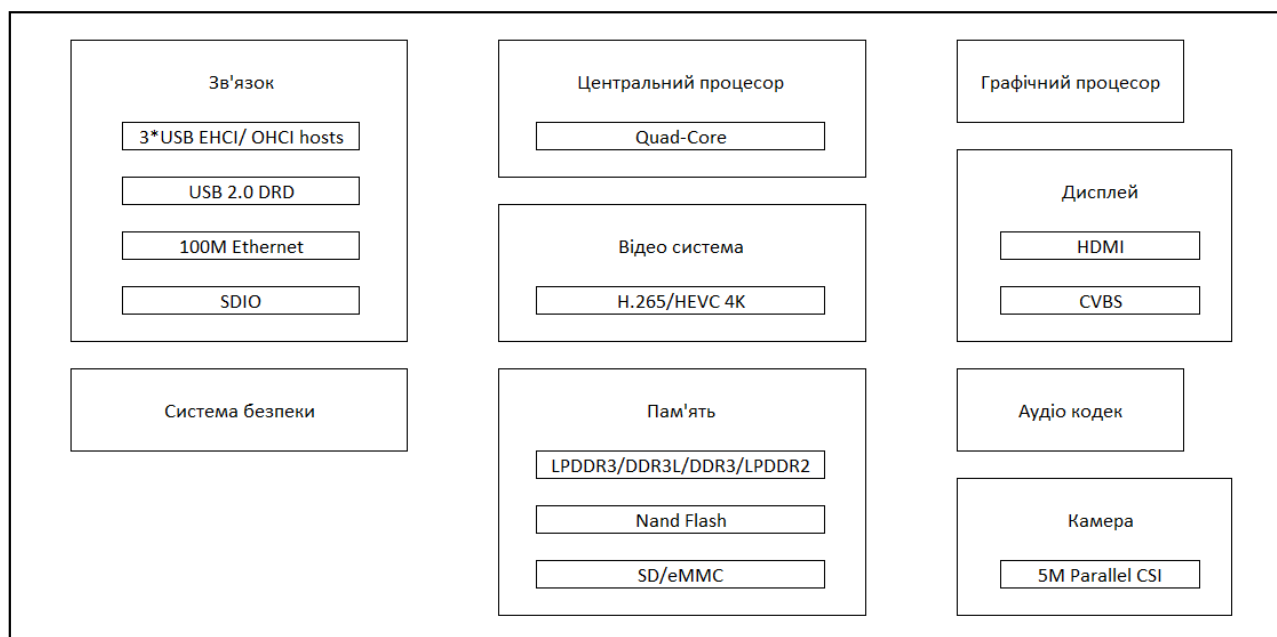 Зв'язок
3*USB EHCI/ OHCI hosts
USB 2.0 DRD
100M Ethernet
SDIO
Система безпеки
Центральний процесор
Quad-Core
Відео система
H.265/HEVC 4K
Пам'ять
LPDDR3/DDR3L/DDR3/LPDDR2
Nand Flash
SD/eMMC
Графічний процесор
Дисплей
HDMI
CVBS
Аудіо кодек
Камера
5M Parallel CSI